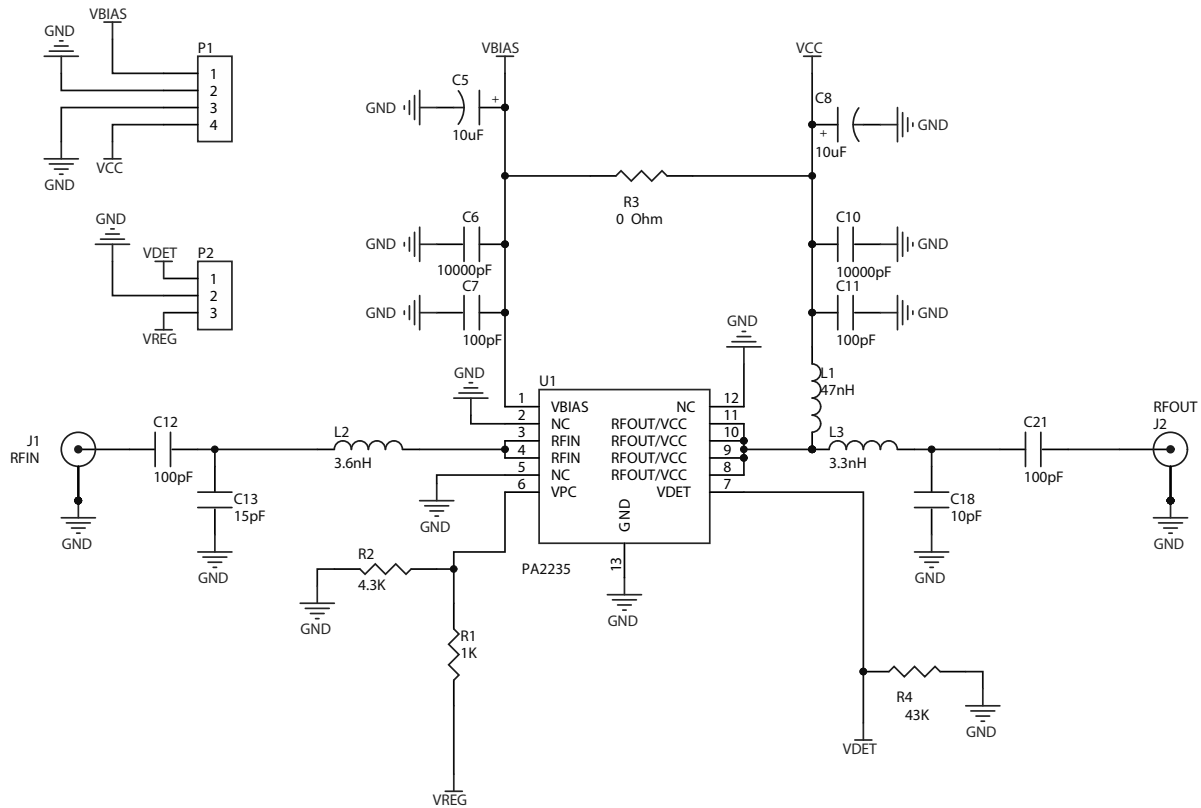 VBIAS
GND
P1
1
2
3
4
VCC
GND
GND
VDET
P2
1
2
3
VREG
VBIAS
GND
C5
+
10uF
VCC
C8
+
10uF
GND
R3
0 Ohm
GND
C6
10000pF
GND
C7
100pF
C10
GND
10000pF
C11
GND
100pF
GND
L1
47nH
GND
U1
PA2235
1 VBIAS
2 NC
3 RFIN
4 RFIN
5 NC
6 VPC
NC 12
RFOUT/VCC 11
RFOUT/VCC 10
RFOUT/VCC 9
RFOUT/VCC 8
VDET 7
GND
13
GND
J1
RFIN
GND
C12
100pF
C13
15pF
GND
L2
3.6nH
GND
R2
4.3K
GND
R1
1K
VREG
L3
3.3nH
C18
10pF
GND
C21
100pF
RFOUT
J2
GND
R4
43K
GND
VDET